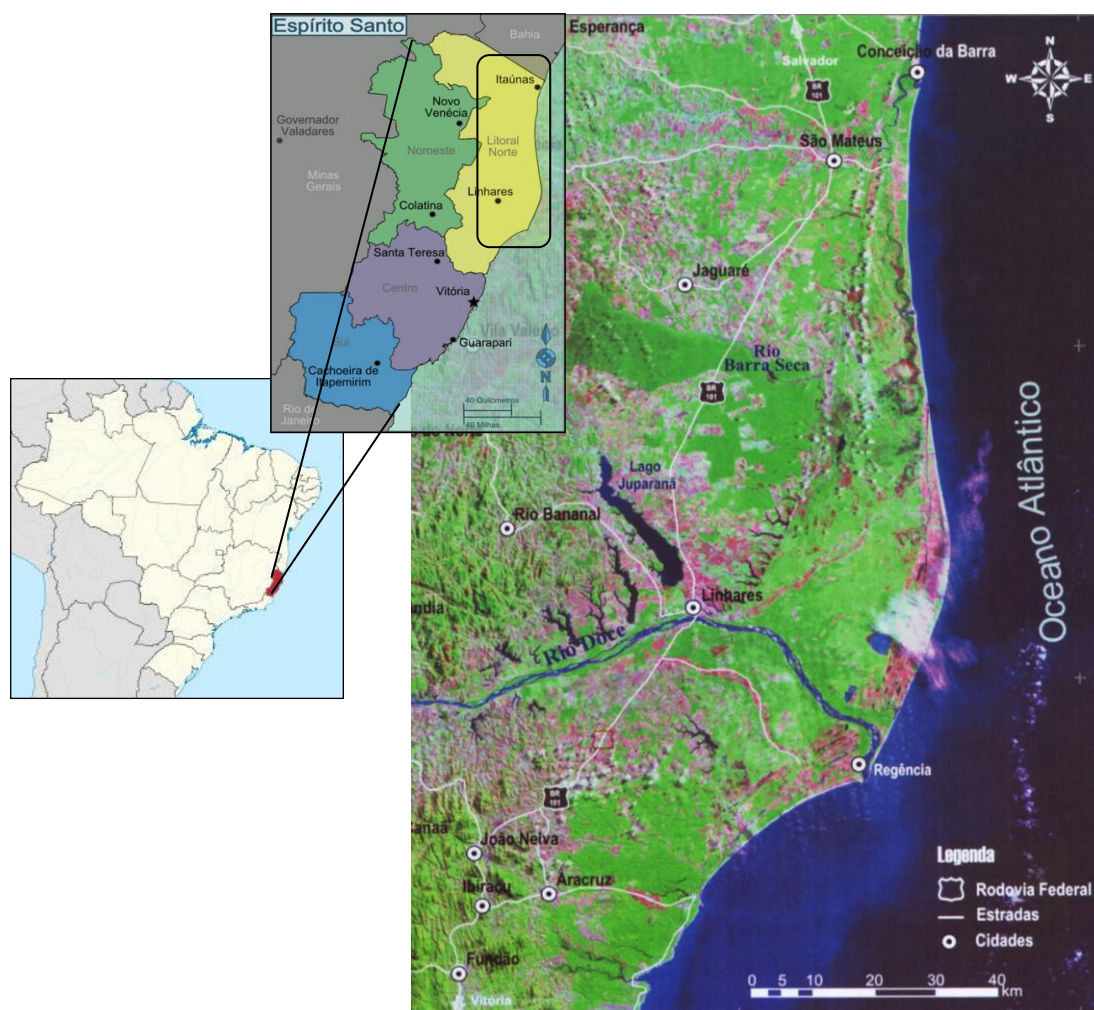 Espírito Santo
Bahia
Itaúnas
Novo
Venécia
Governador
Valadares
Noroeste
Litoral
Norte
Minas
Gerais
Linhares
Colatina
Santa Teresa
Centro
Vitória
Vila Valério
Sul
Guarapari
Cachoeira de
Itapemirim
N
Rio de
Janeiro
40 Quilómetros
40 Milhas
Esperança
Conceição da Barra
Salvador
BR
101
N
W
E
S
São Mateus
Jaguaré
Rio
Barra Seca
BR
101
Oceano Atlântico
do Norte
Lago
Juparanã
Rio Bananal
Linhares
Rio Doce
Regência
BR
101
João Neiva
Ibiraçu
Aracruz
Fundão
Vitória
Legenda
Rodovia Federal
Estradas
Cidades
0 5 10 20 30 40
km